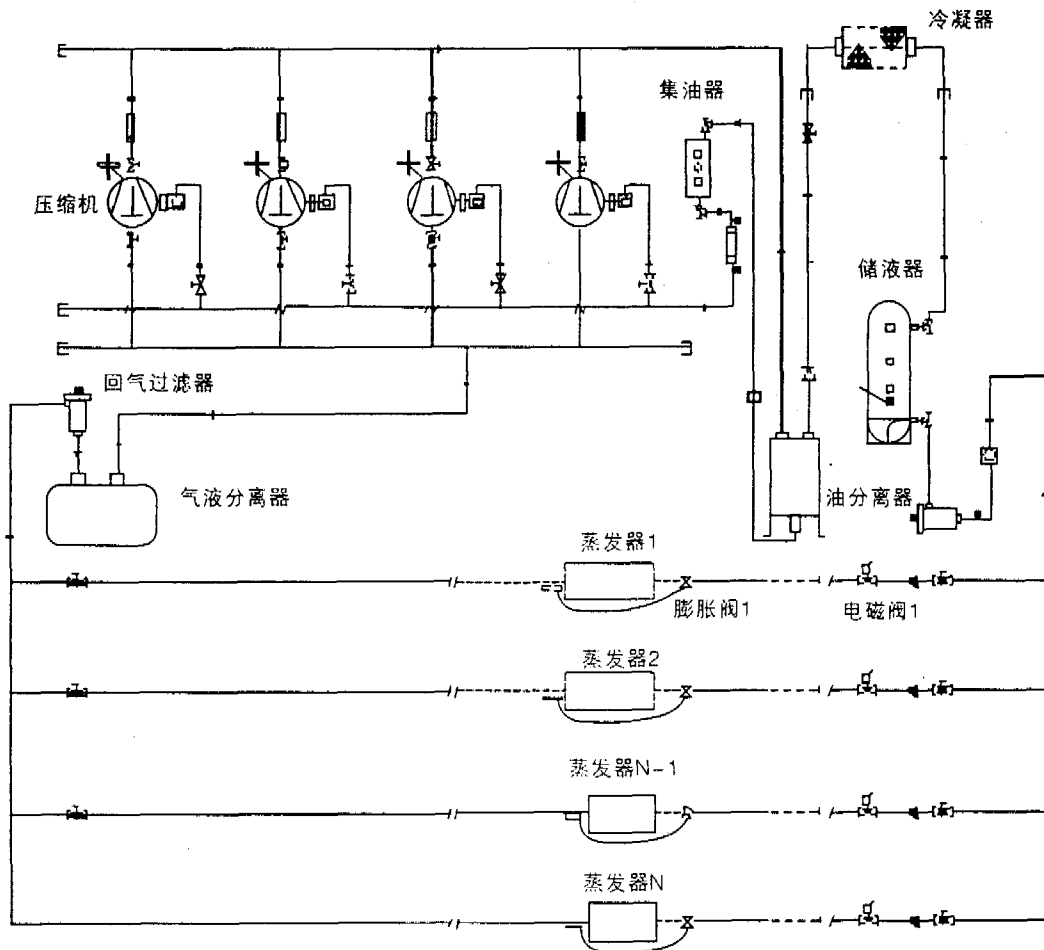 冷凝器
集油器
压缩机
储液器
回气过滤器
气液分离器
油分离器
蒸发器1
膨胀阀1
电磁阀1
蒸发器2
蒸发器N-1
蒸发器N